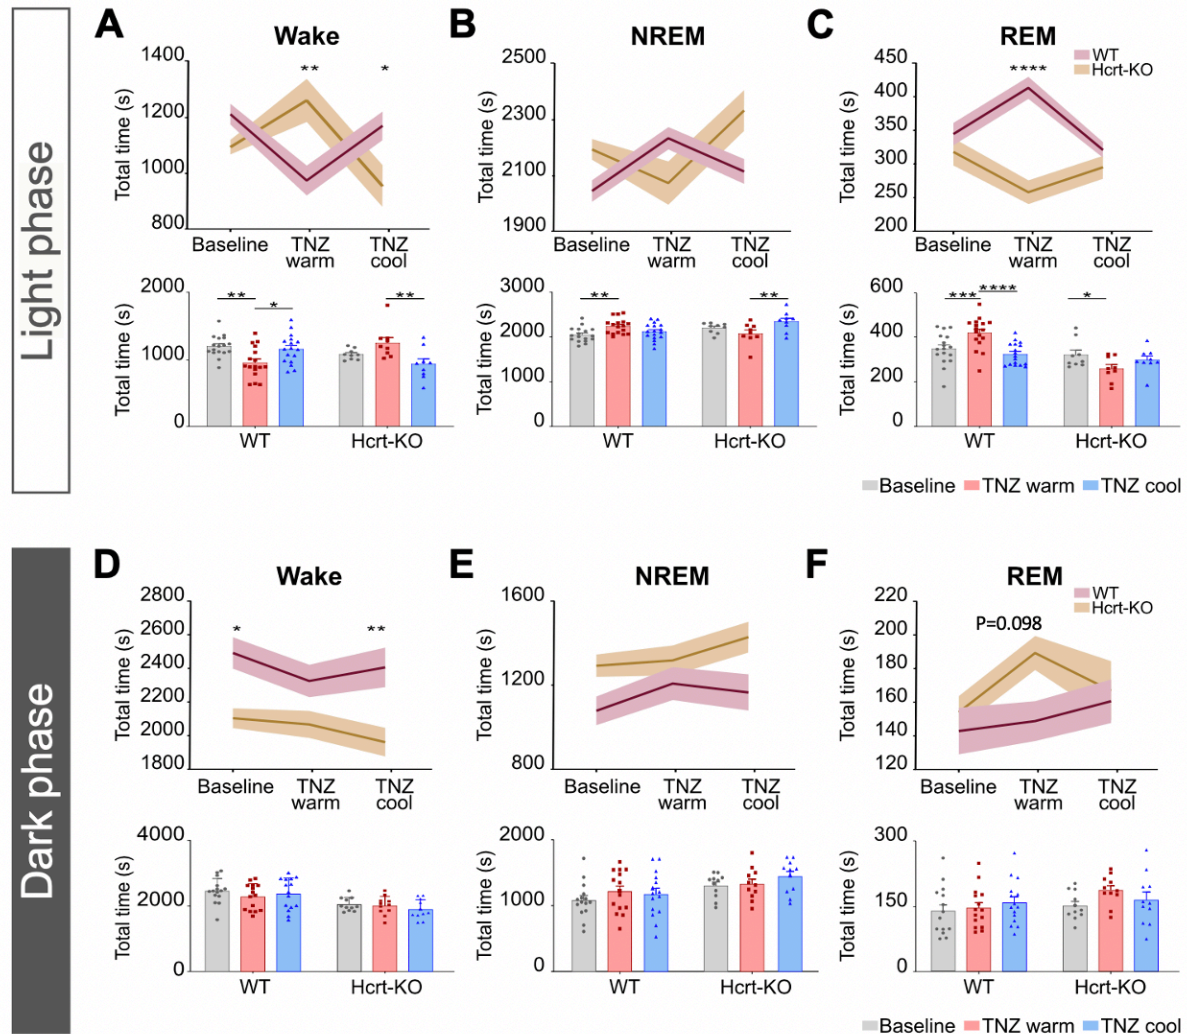 Light phase
A
Wake
Total time (s)
1400
1200
1000
800
**
*
Baseline
TNZ warm
TNZ cool
Total time (s)
2000
1000
0
**
*
**
WT
Hcrt-KO
B
NREM
Total time (s)
2500
2300
2100
1900
Baseline
TNZ warm
TNZ cool
Total time (s)
3000
2000
1000
0
**
**
WT
Hcrt-KO
C
REM
WT
Hcrt-KO
Total time (s)
450
400
350
300
250
200
****
Baseline
TNZ warm
TNZ cool
Total time (s)
600
400
200
0
***
****
*
WT
Hcrt-KO
Baseline TNZ warm TNZ cool
Dark phase
D
Wake
Total time (s)
2800
2600
2400
2200
2000
1800
*
**
Baseline
TNZ warm
TNZ cool
Total time (s)
4000
2000
0
WT
Hcrt-KO
E
NREM
Total time (s)
1600
1200
800
Baseline
TNZ warm
TNZ cool
Total time (s)
2000
1000
0
WT
Hcrt-KO
F
REM
WT
Hcrt-KO
Total time (s)
220
200
180
160
140
120
P=0.098
Baseline
TNZ warm
TNZ cool
Total time (s)
300
150
0
WT
Hcrt-KO
Baseline TNZ warm TNZ cool